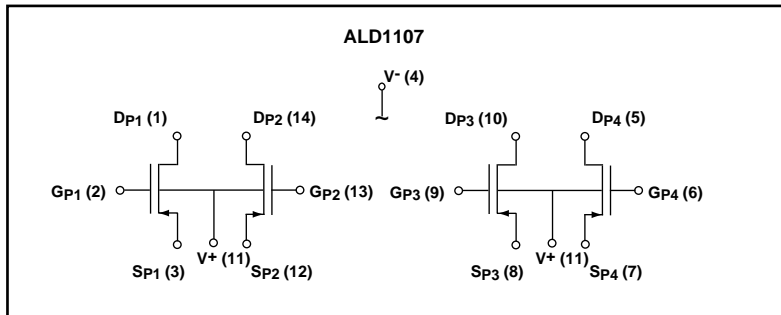 ALD1107
V- (4)
DP1 (1)
DP2 (14)
DP3 (10)
DP4 (5)
GP1 (2)
GP2 (13)
GP3 (9)
GP4 (6)
~
SP1 (3)
V+ (11)
SP2 (12)
SP3 (8)
V+ (11)
SP4 (7)